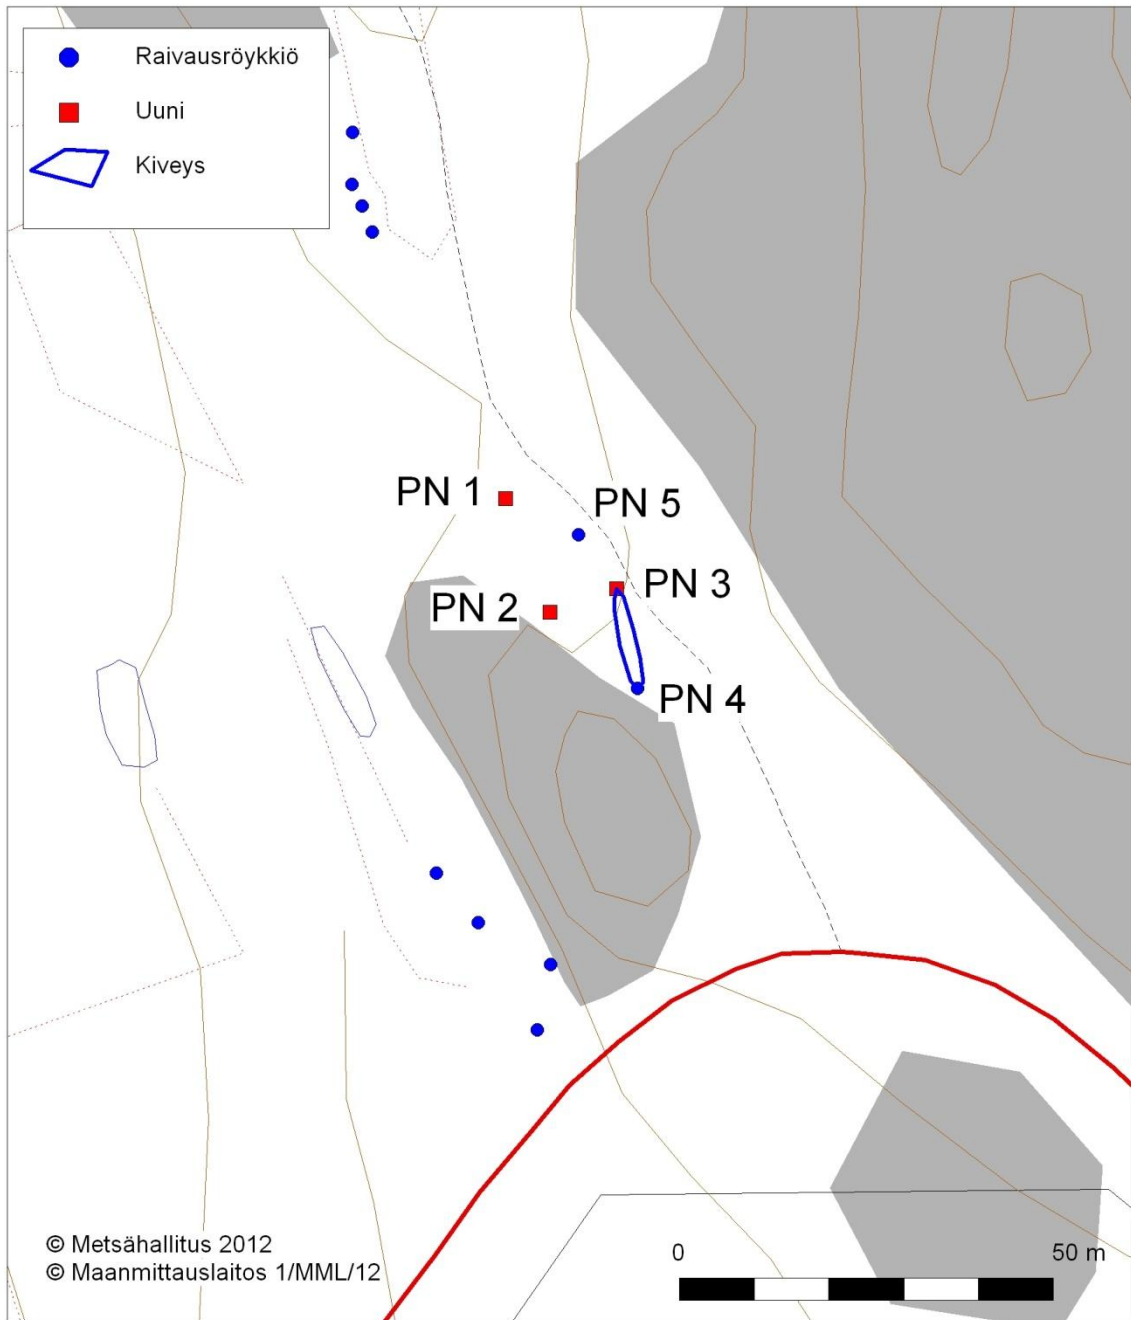 Raivausröykkiö
Uuni
Kiveys
PN 1
PN 5
PN 3
PN 2
PN 4
© Metsähallitus 2012
© Maanmittauslaitos 1/MML/12
0 50 m